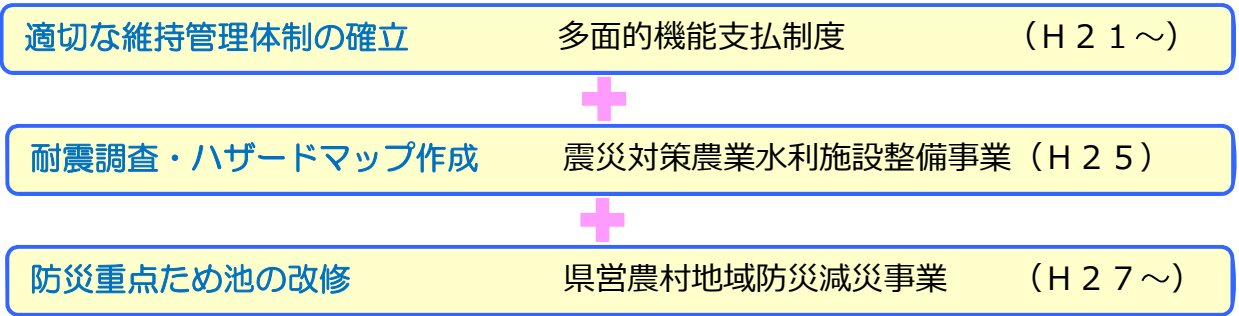 適切な維持管理体制の確立 多面的機能支払制度 （Ｈ２１～）
耐震調査・ハザードマップ作成 震災対策農業水利施設整備事業（Ｈ２５）
防災重点ため池の改修 県営農村地域防災減災事業 （Ｈ２７～）